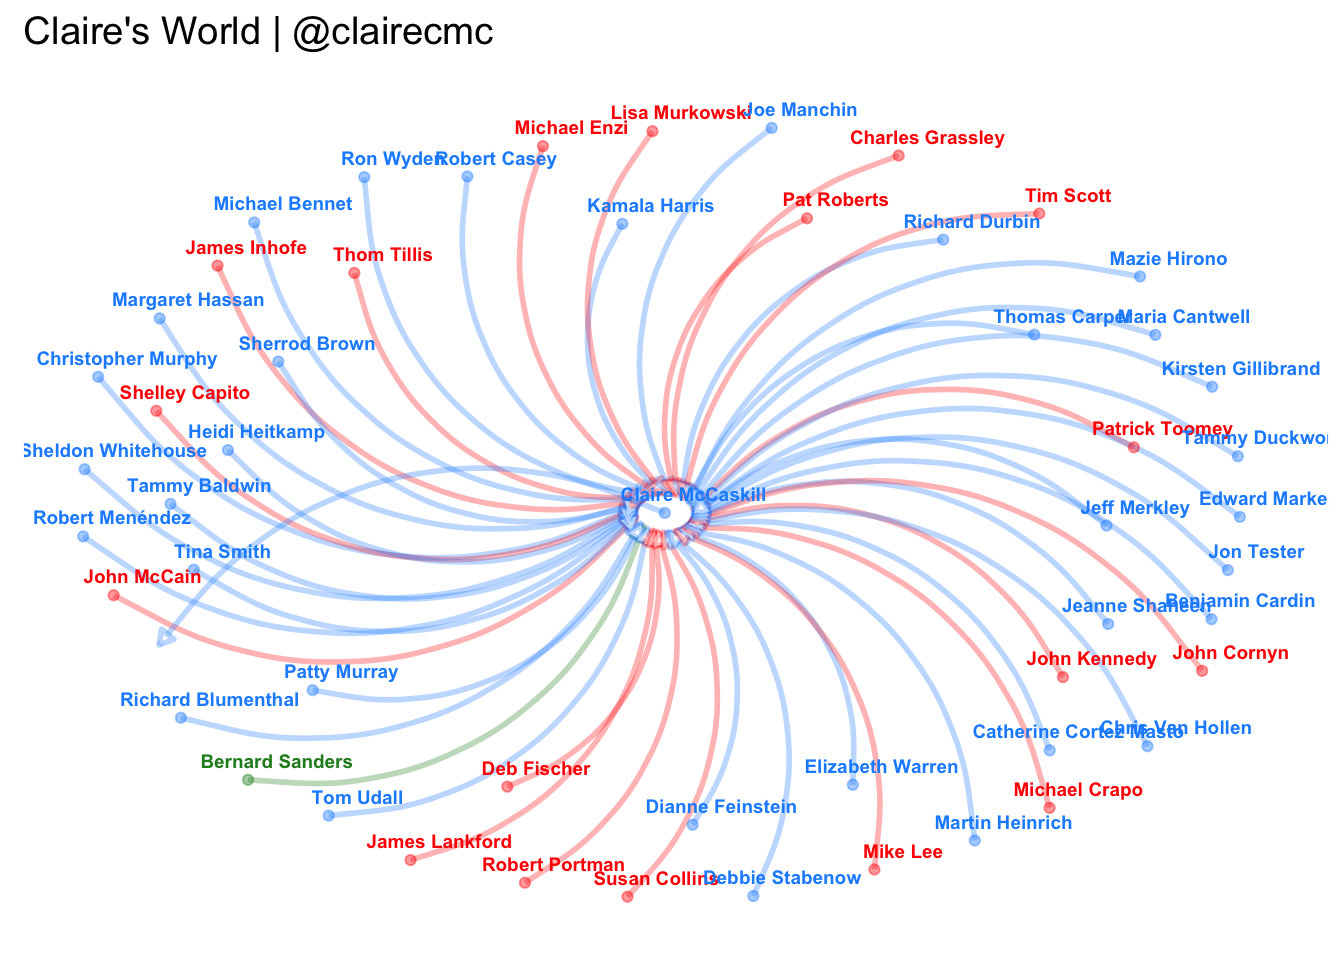 Claire's World | @clairecmc
Lisa Murkowski
Joe Manchin
Michael Enzi
Charles Grassley
Ron Wyden
Robert Casey
Michael Bennet
Kamala Harris
Pat Roberts
Tim Scott
Richard Durbin
James Inhofe
Thom Tillis
Mazie Hirono
Margaret Hassan
Thomas Carper
Maria Cantwell
Sherrod Brown
Christopher Murphy
Kirsten Gillibrand
Shelley Capito
Heidi Heitkamp
Patrick Toomey
Tammy Duckwor
Sheldon Whitehouse
Tammy Baldwin
Claire McCaskill
Edward Marke
Jeff Merkley
Robert Menéndez
Tina Smith
Jon Tester
John McCain
Jeanne Shaheen
Benjamin Cardin
John Kennedy
John Cornyn
Patty Murray
Richard Blumenthal
Catherine Cortez Masto
Chris Van Hollen
Bernard Sanders
Deb Fischer
Elizabeth Warren
Tom Udall
Michael Crapo
Dianne Feinstein
Martin Heinrich
James Lankford
Mike Lee
Robert Portman
Susan Collins
Debbie Stabenow